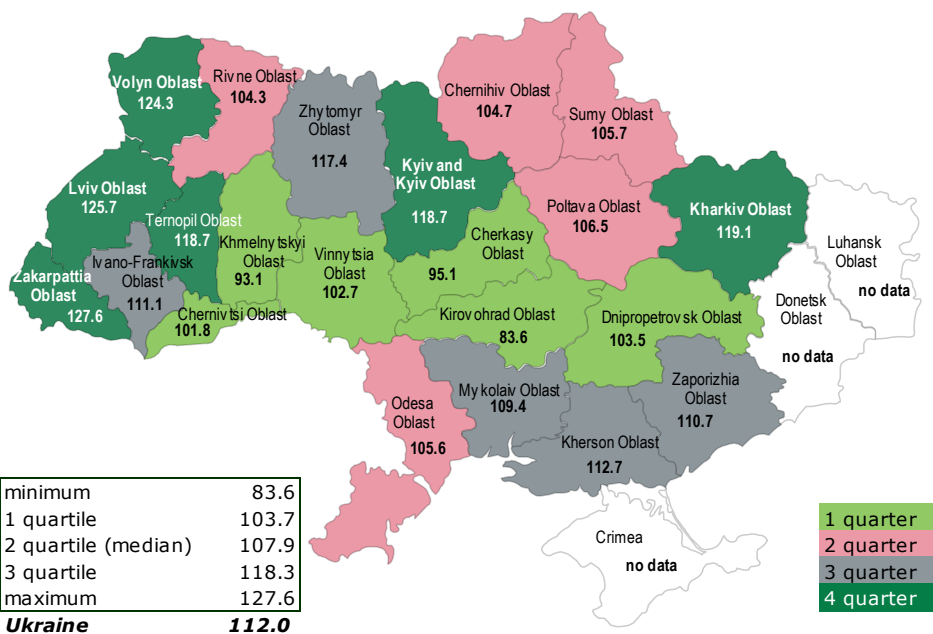 Volyn Oblast
124.3
Rivne Oblast
104.3
Zhytomyr
Oblast
117.4
Chernihiv Oblast
104.7
Sumy Oblast
105.7
Kyiv and
Kyiv Oblast
118.7
Lviv Oblast
125.7
Ternopil Oblast
118.7
Khmelnytskyi
Oblast
93.1
Vinnytsia
Oblast
102.7
Cherkasy
Oblast
95.1
Poltava Oblast
106.5
Kharkiv Oblast
119.1
Luhansk
Oblast
no data
Donetsk
Oblast
no data
Zakarpattia
Oblast
127.6
Ivano-Frankivsk
Oblast
111.1
Chernivtsi Oblast
101.8
Kirovohrad Oblast
83.6
Dnipropetrovsk Oblast
103.5
Odesa
Oblast
105.6
Mykolaiv Oblast
109.4
Zaporizhia
Oblast
110.7
Kherson Oblast
112.7
Crimea
no data
minimum 83.6
1 quartile 103.7
2 quartile (median) 107.9
3 quartile 118.3
maximum 127.6
Ukraine 112.0
1 quarter
2 quarter
3 quarter
4 quarter